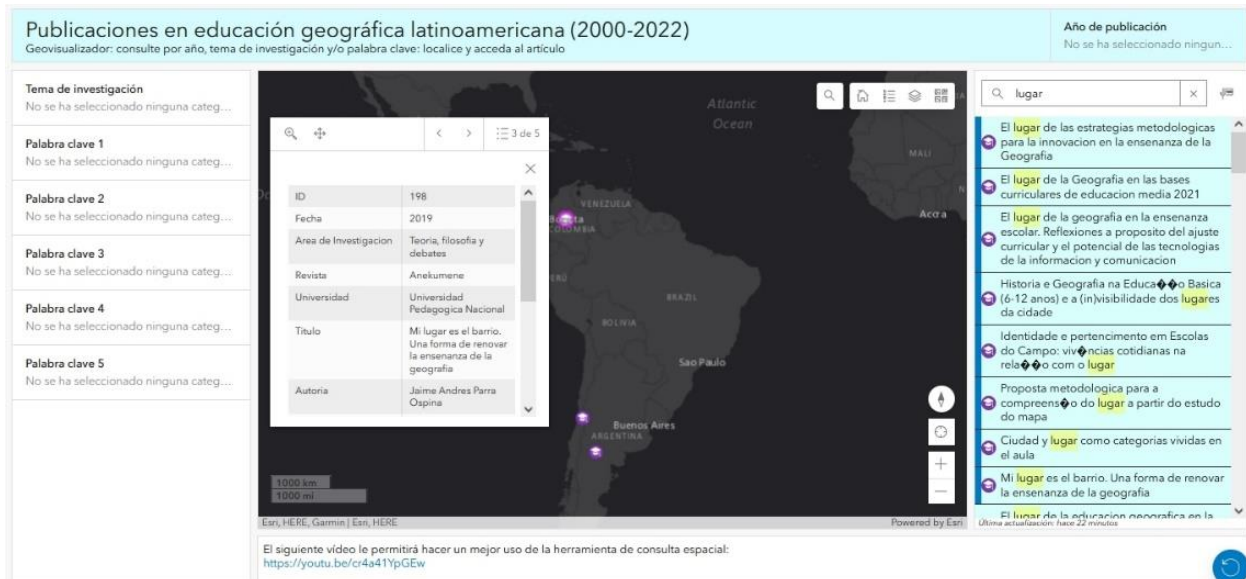 Publicaciones en educación geográfica latinoamericana (2000-2022)
Geovisualizador: consulte por año, tema de investigación y/o palabra clave: localice y acceda al artículo
Año de publicación
No se ha seleccionado ningun...
Tema de investigación
No se ha seleccionado ninguna categ...
Palabra clave 1
No se ha seleccionado ninguna categ...
Palabra clave 2
No se ha seleccionado ninguna categ...
Palabra clave 3
No se ha seleccionado ninguna categ...
Palabra clave 4
No se ha seleccionado ninguna categ...
Palabra clave 5
No se ha seleccionado ninguna categ...
3 de 5
ID 198
Fecha 2019
Area de Investigacion Teoria, filosofia y
debates
Revista Anekumene
Universidad Universidad
Pedagogica Nacional
Titulo Mi lugar es el barrio.
Una forma de renovar
la ensenanza de la
geografia
Autoria Jaime Andres Parra
Ospina
Atlantic
Ocean
MALI
Accra
VENEZUELA
COLOMBIA
BRAZIL
BOLIVIA
Sao Paulo
Buenos Aires
ARGENTINA
1000 km
1000 mi
Esri, HERE, Garmin | Esri, HERE
Powered by Esri
lugar
El lugar de las estrategias metodologicas
para la innovacion en la ensenanza de la
Geografia
El lugar de la Geografia en las bases
curriculares de educacion media 2021
El lugar de la geografia en la ensenanza
escolar. Reflexiones a proposito del ajuste
curricular y el potencial de las tecnologias
de la informacion y comunicacion
Historia e Geografia na Educa��o Basica
(6-12 anos) e a (in)visibilidade dos lugares
da cidade
Identidade e pertencimento em Escolas
do Campo: viv�ncias cotidianas na
rela��o com o lugar
Proposta metodologica para a
compreens�o do lugar a partir do estudo
do mapa
Ciudad y lugar como categorias vividas en
el aula
Mi lugar es el barrio. Una forma de renovar
la ensenanza de la geografia
El lugar de la educacion geografica en la
Última actualización: hace 22 minutos
El siguiente vídeo le permitirá hacer un mejor uso de la herramienta de consulta espacial:
https://youtu.be/cr4a41YpGEw